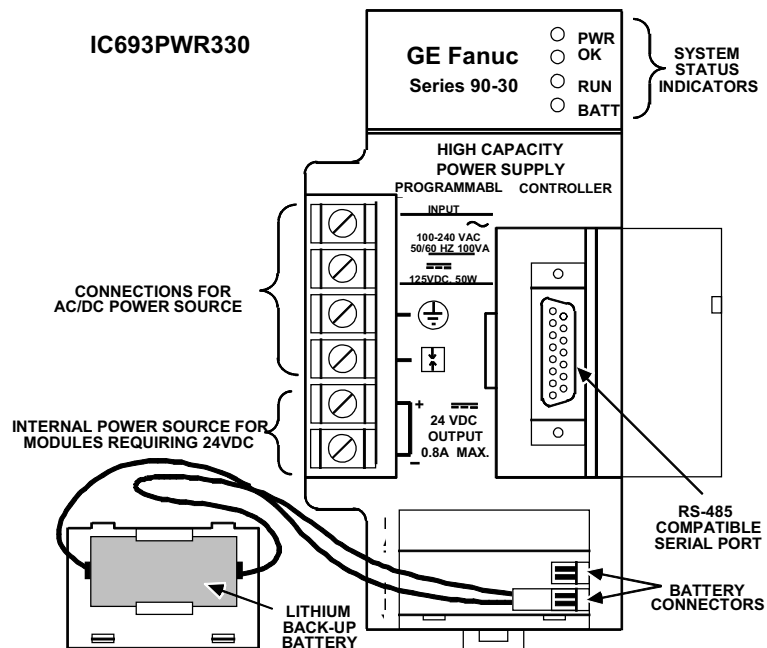 IC693PWR330
GE Fanuc
Series 90-30
PWR
OK
RUN
BATT
SYSTEM
STATUS
INDICATORS
HIGH CAPACITY
POWER SUPPLY
PROGRAMMABL CONTROLLER
INPUT
100-240 VAC
50/60 HZ 100VA
125VDC, 50W
CONNECTIONS FOR
AC/DC POWER SOURCE
INTERNAL POWER SOURCE FOR
MODULES REQUIRING 24VDC
+
24 VDC
OUTPUT
0.8A MAX.
–
RS-485
COMPATIBLE
SERIAL PORT
BATTERY
CONNECTORS
LITHIUM
BACK-UP
BATTERY